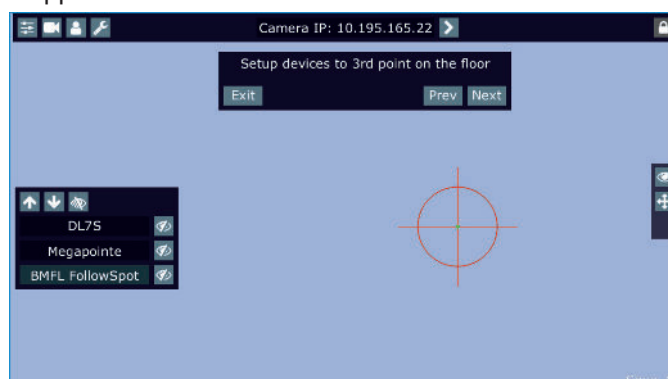 Camera IP: 10.195.165.22
Setup devices to 3rd point on the floor
Exit Prev Next
DL7S
Megapointe
BMFL FollowSpot